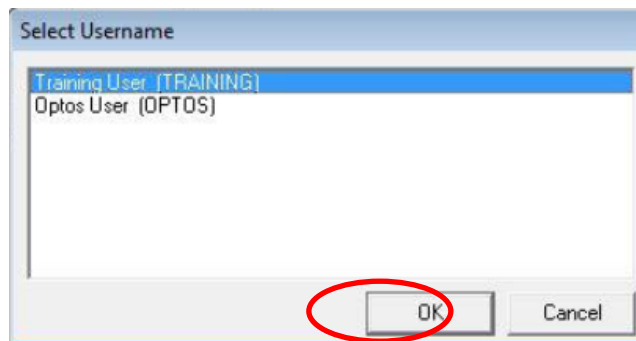 Select Username
Training User (TRAINING)
Optos User (OPTOS)
OK
Cancel